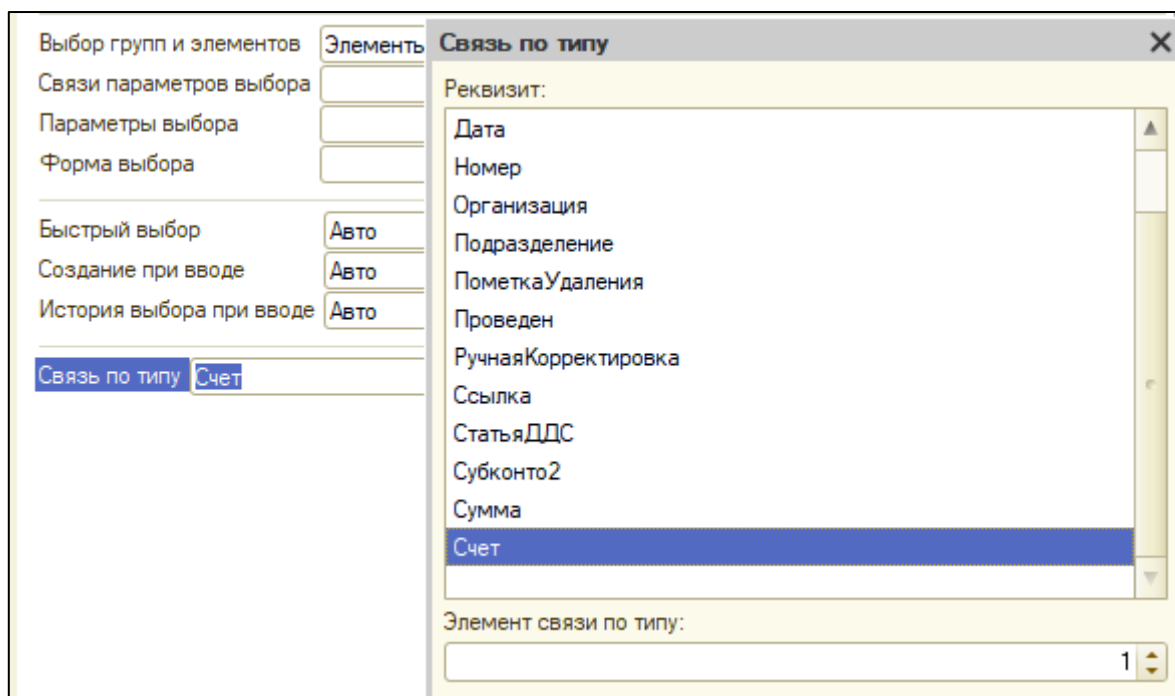 Выбор групп и элементов Элементы
Связи параметров выбора
Параметры выбора
Форма выбора
Быстрый выбор Авто
Создание при вводе Авто
История выбора при вводе Авто
Связь по типу Счет
Связь по типу
Реквизит:
Дата
Номер
Организация
Подразделение
ПометкаУдаления
Проведен
РучнаяКорректировка
Ссылка
СтатьяДДС
Субконто2
Сумма
Счет
Элемент связи по типу:
1